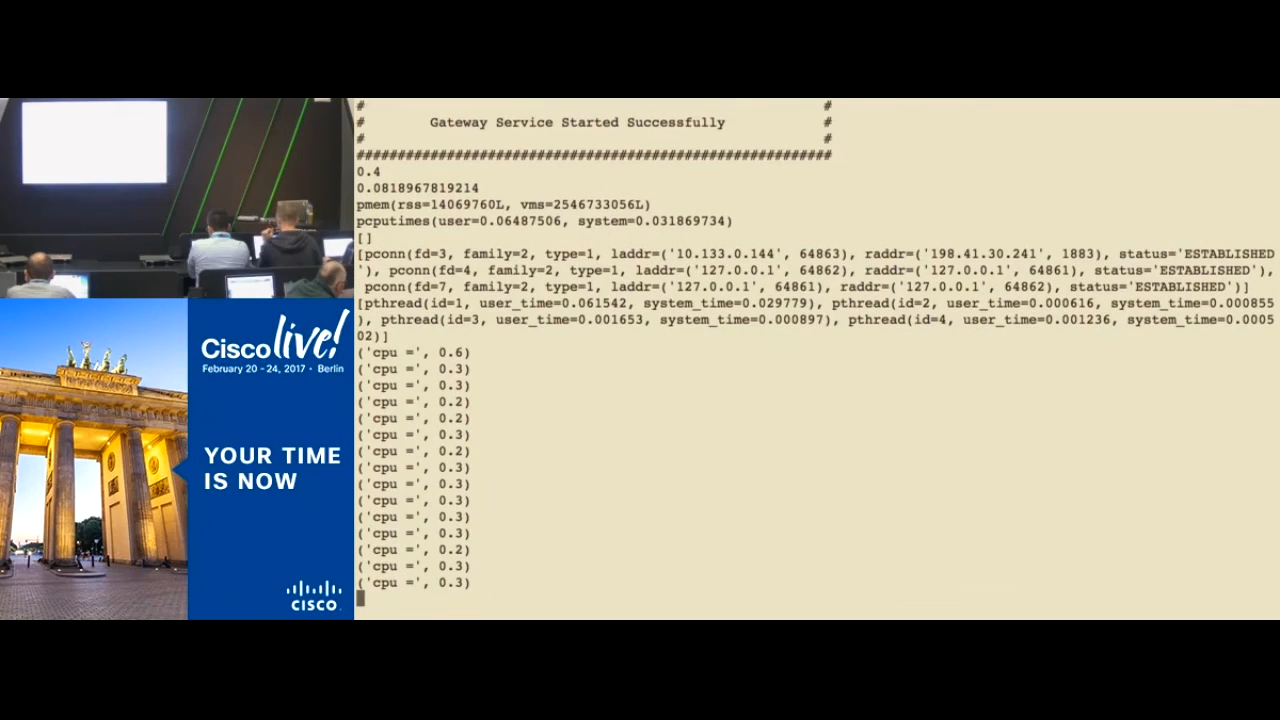 #                                                         #
#        Gateway Service Started Successfully            #
#                                                         #
##########################################################
0.4
0.0818967819214
pmem(rss=14069760L, vms=2546733056L)
pcputimes(user=0.06487506, system=0.031869734)
[]
[pconn(fd=3, family=2, type=1, laddr=('10.133.0.144', 64863), raddr=('198.41.30.241', 1883), status='ESTABLISHED
'), pconn(fd=4, family=2, type=1, laddr=('127.0.0.1', 64862), raddr=('127.0.0.1', 64861), status='ESTABLISHED'),
pconn(fd=7, family=2, type=1, laddr=('127.0.0.1', 64861), raddr=('127.0.0.1', 64862), status='ESTABLISHED')]
[pthread(id=1, user_time=0.061542, system_time=0.029779), pthread(id=2, user_time=0.000616, system_time=0.000855
), pthread(id=3, user_time=0.001653, system_time=0.000897), pthread(id=4, user_time=0.001236, system_time=0.0005
02)]
('cpu =', 0.6)
('cpu =', 0.3)
('cpu =', 0.3)
('cpu =', 0.2)
('cpu =', 0.2)
('cpu =', 0.3)
('cpu =', 0.2)
('cpu =', 0.3)
('cpu =', 0.3)
('cpu =', 0.3)
('cpu =', 0.3)
('cpu =', 0.3)
('cpu =', 0.2)
('cpu =', 0.3)
('cpu =', 0.3)
Cisco live!
February 20 - 24, 2017 • Berlin
YOUR TIME
IS NOW
CISCO